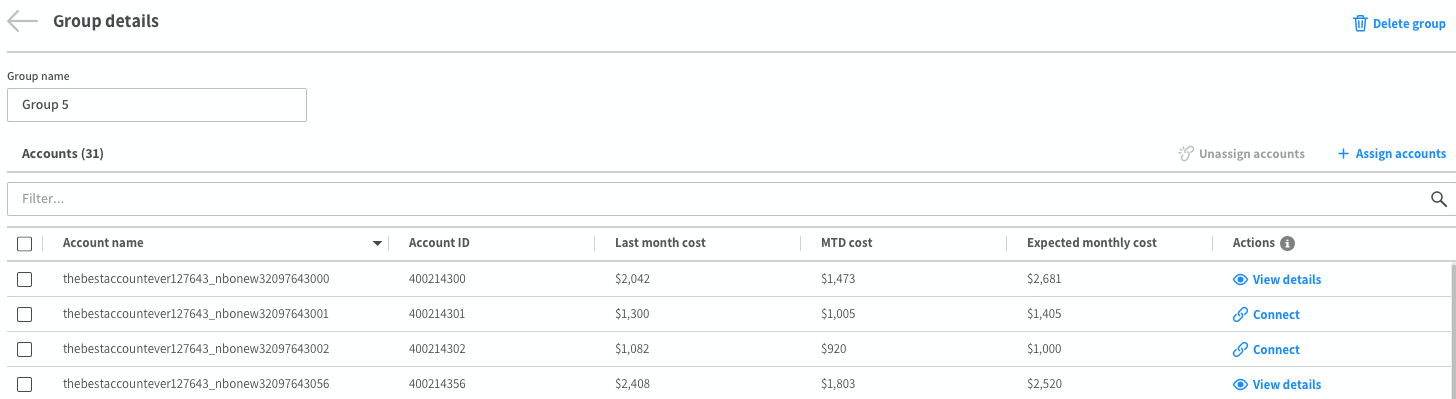 Group details
Delete group
Group name
Group 5
Accounts (31)
Unassign accounts
Assign accounts
Filter...
Account name Account ID Last month cost MTD cost Expected monthly cost Actions
thebestaccountever127643_nbonew32097643000 400214300 $2,042 $1,473 $2,681 View details
thebestaccountever127643_nbonew32097643001 400214301 $1,300 $1,005 $1,405 Connect
thebestaccountever127643_nbonew32097643002 400214302 $1,082 $920 $1,000 Connect
thebestaccountever127643_nbonew32097643056 400214356 $2,408 $1,803 $2,520 View details